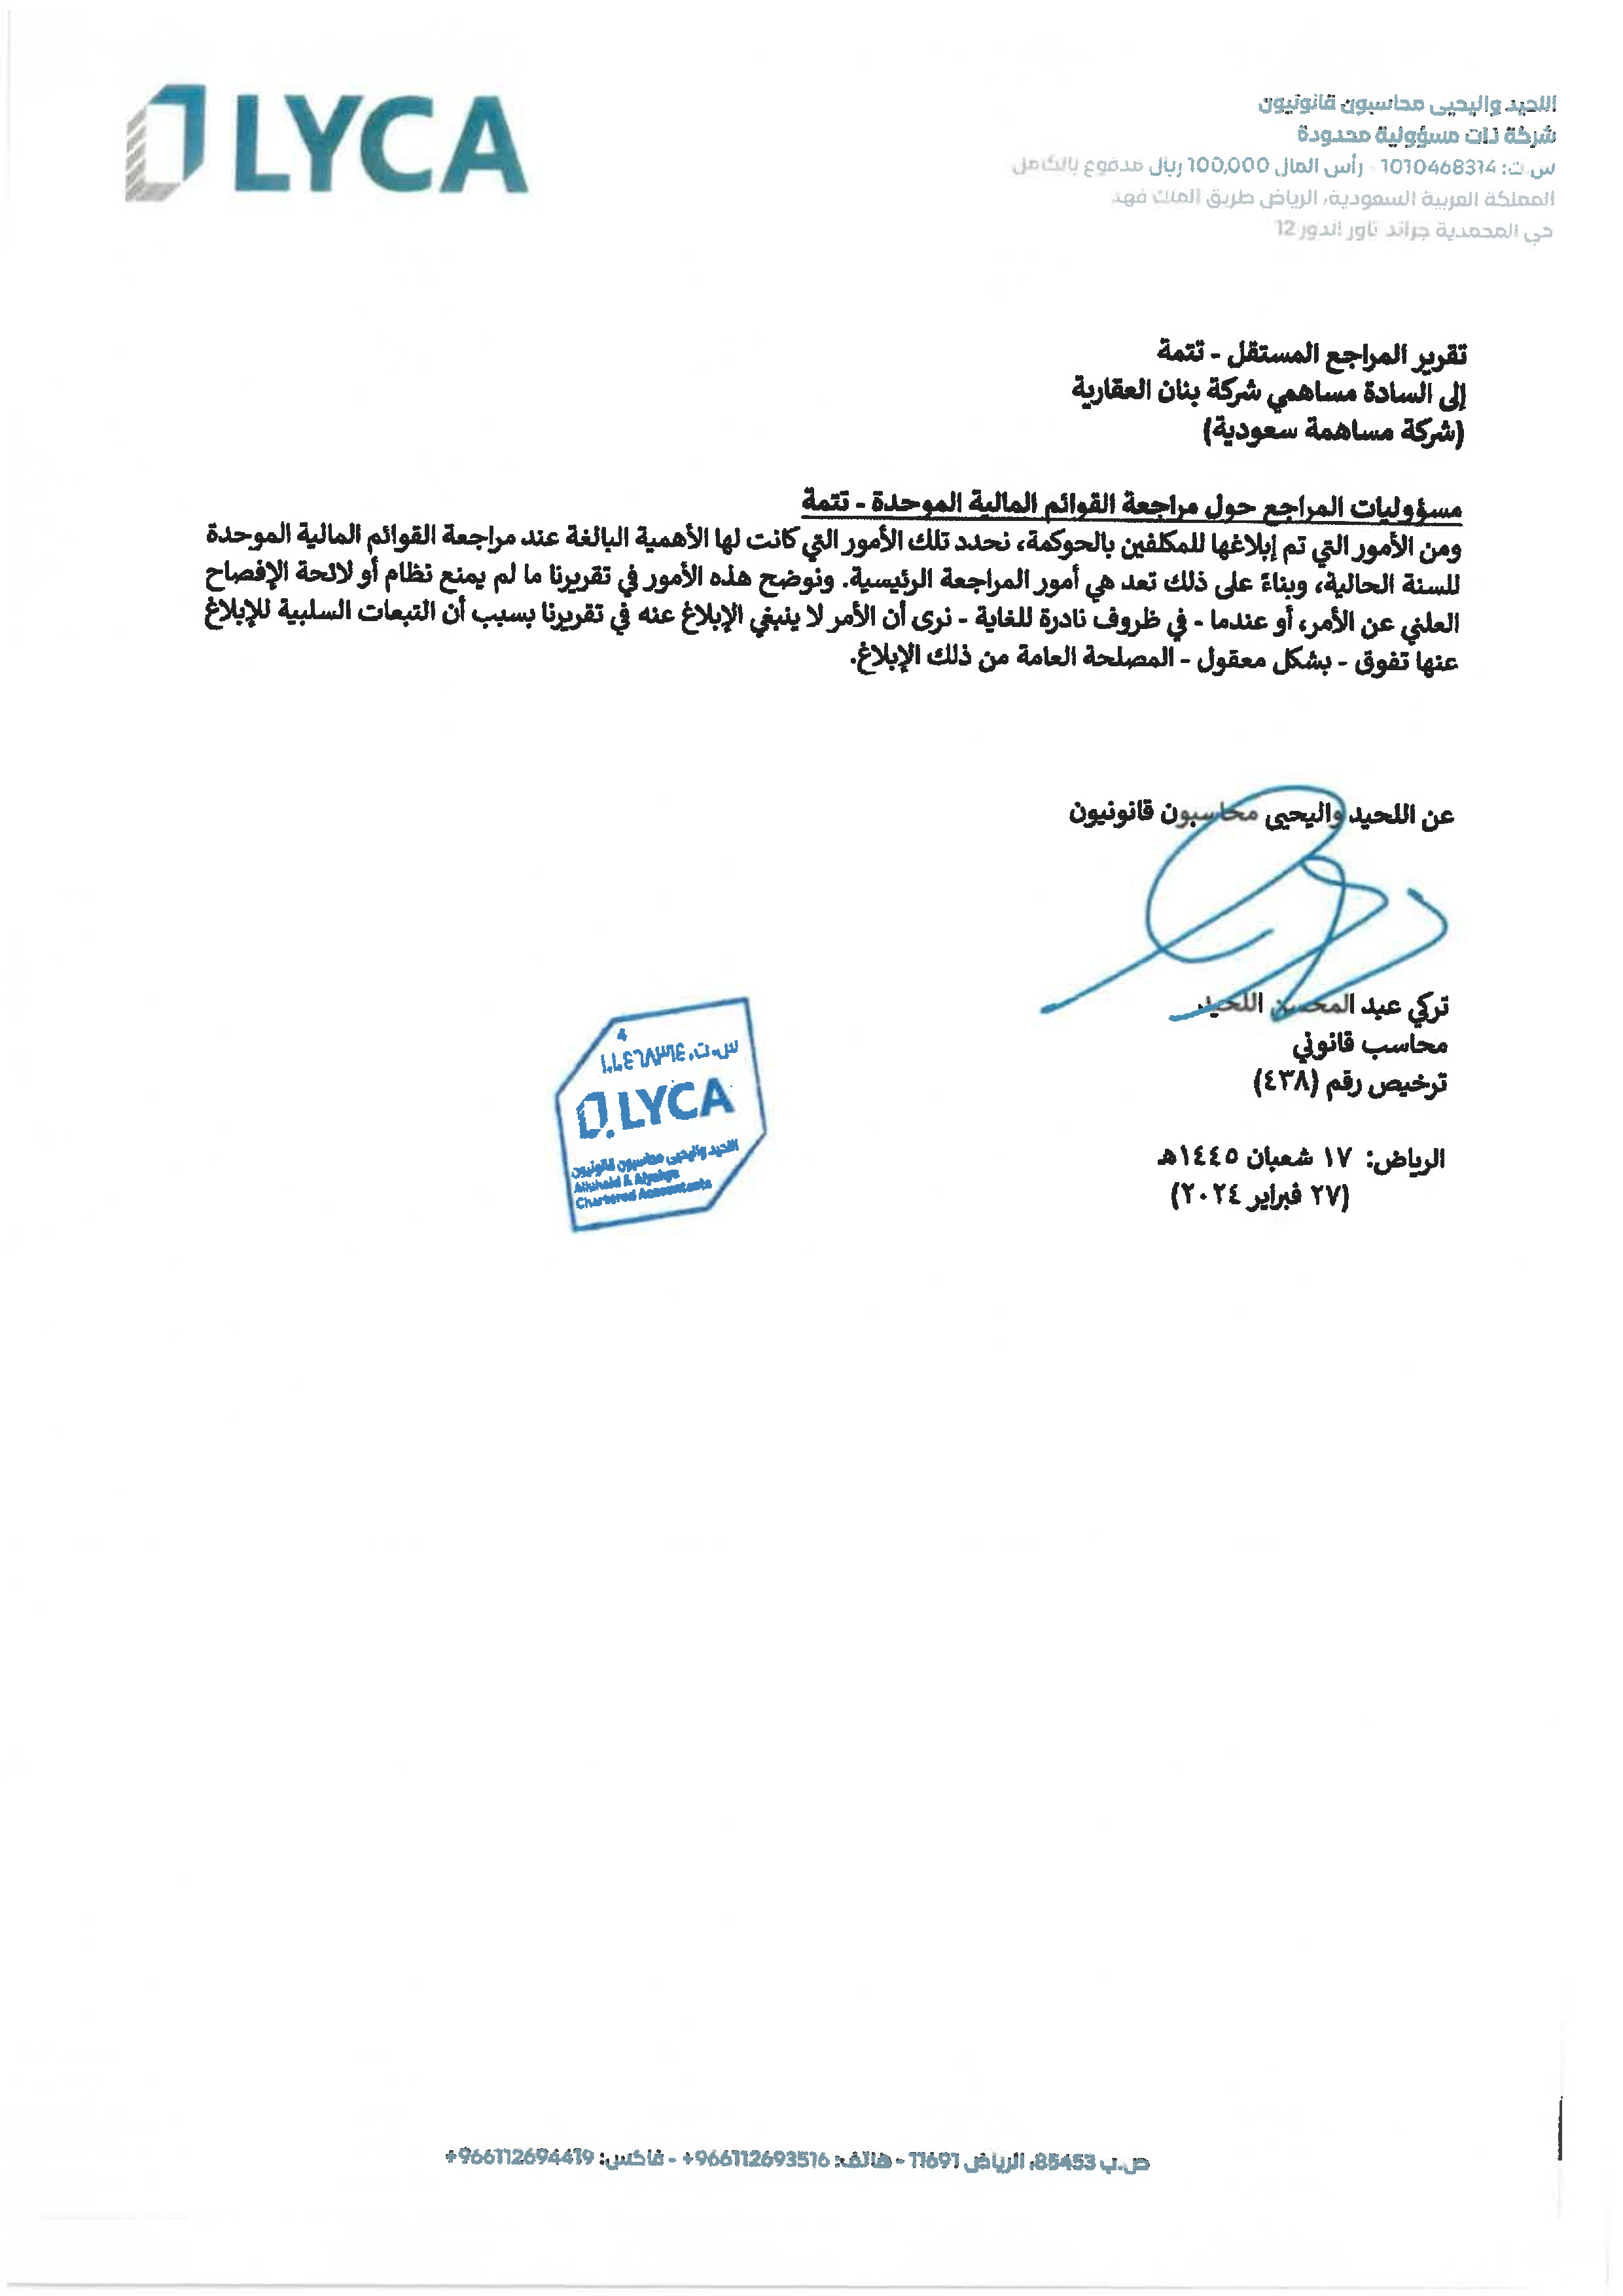 LYCA
اللحيد واليحيى محاسبون قانونيون
شركة ذات مسؤولية محدودة
س ت: 1010468314 - رأس المال 100,000 ريال مدفوع بالكامل
المملكة العربية السعودية، الرياض طريق الملك فهد
حي المحمدية جراند تاور الدور 12
تقرير المراجع المستقل - تتمة
إلى السادة مساهمي شركة بنان العقارية
(شركة مساهمة سعودية)
مسؤوليات المراجع حول مراجعة القوائم المالية الموحدة - تتمة
ومن الأمور التي تم إبلاغها للمكلفين بالحوكمة، نحدد تلك الأمور التي كانت لها الأهمية البالغة عند مراجعة القوائم المالية الموحدة
للسنة الحالية، وبناءً على ذلك تعد هي أمور المراجعة الرئيسية. ونوضح هذه الأمور في تقريرنا ما لم يمنع نظام أو لائحة الإفصاح
العلني عن الأمر، أو عندما - في ظروف نادرة للغاية - نرى أن الأمر لا ينبغي الإبلاغ عنه في تقريرنا بسبب أن التبعات السلبية للإبلاغ
عنها تفوق - بشكل معقول - المصلحة العامة من ذلك الإبلاغ.
عن اللحيد واليحيى محاسبون قانونيون
تركي عبد المحسن اللحيد
محاسب قانوني
ترخيص رقم (٤٣٨)
الرياض: ١٧ شعبان ١٤٤٥هـ
(٢٧ فبراير ٢٠٢٤)
س.ت. ١٠١٠٤٦٨٣١٤
LYCA
اللحيد واليحيى محاسبون قانونيون
Alluhaid & Alyahya
Chartered Accountants
ص.ب 85453، الرياض 11691 - هاتف: 966112693516+ - فاكس: 966112694419+